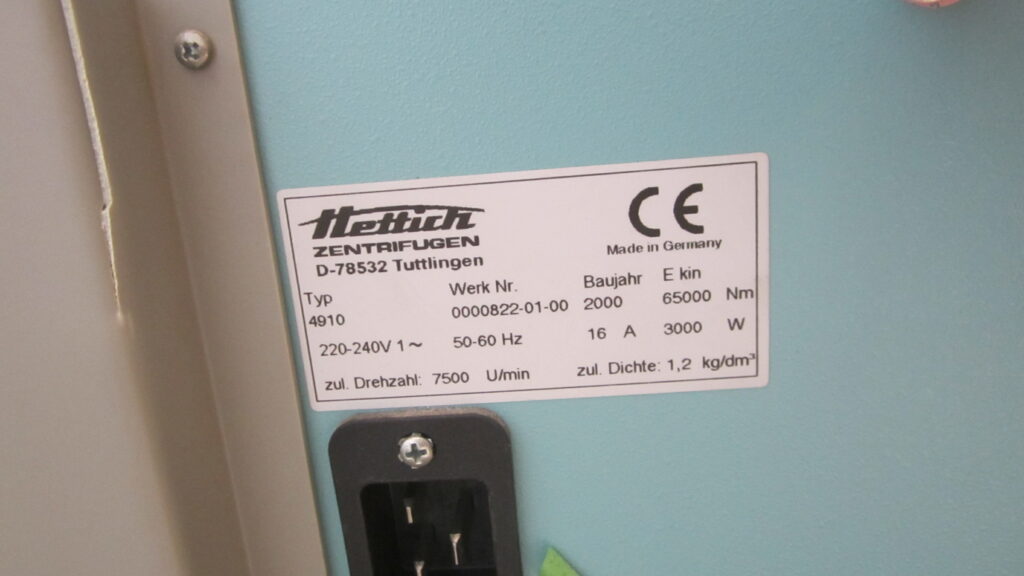 Hettich
ZENTRIFUGEN
D-78532 Tuttlingen
CE
Made in Germany
Typ Werk Nr. Baujahr E kin
4910 0000822-01-00 2000 65000 Nm
220-240V 1~ 50-60 Hz 16 A 3000 W
zul. Drehzahl: 7500 U/min zul. Dichte: 1,2 kg/dm³